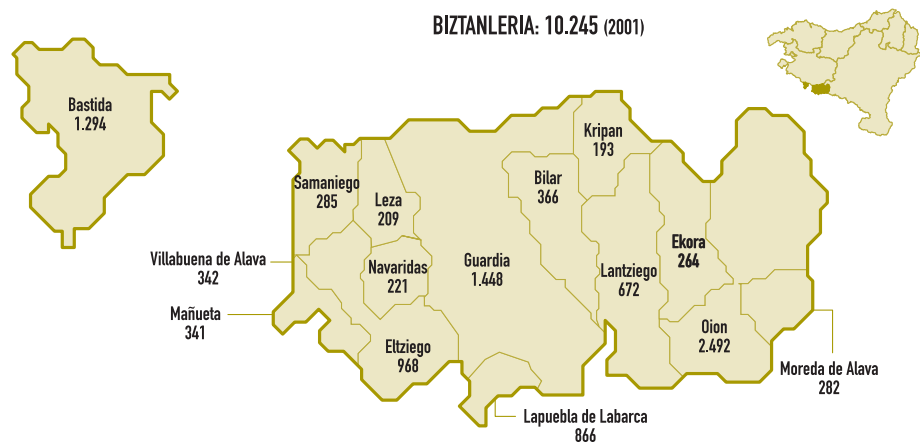 BIZTANLERIA: 10.245 (2001)
Bastida
1.294
Kripan
193
Samaniego
285
Leza
209
Bilar
366
Villabuena de Alava
342
Navaridas
221
Guardia
1.448
Lantziego
672
Ekora
264
Mañueta
341
Eltziego
968
Oion
2.492
Moreda de Alava
282
Lapuebla de Labarca
866